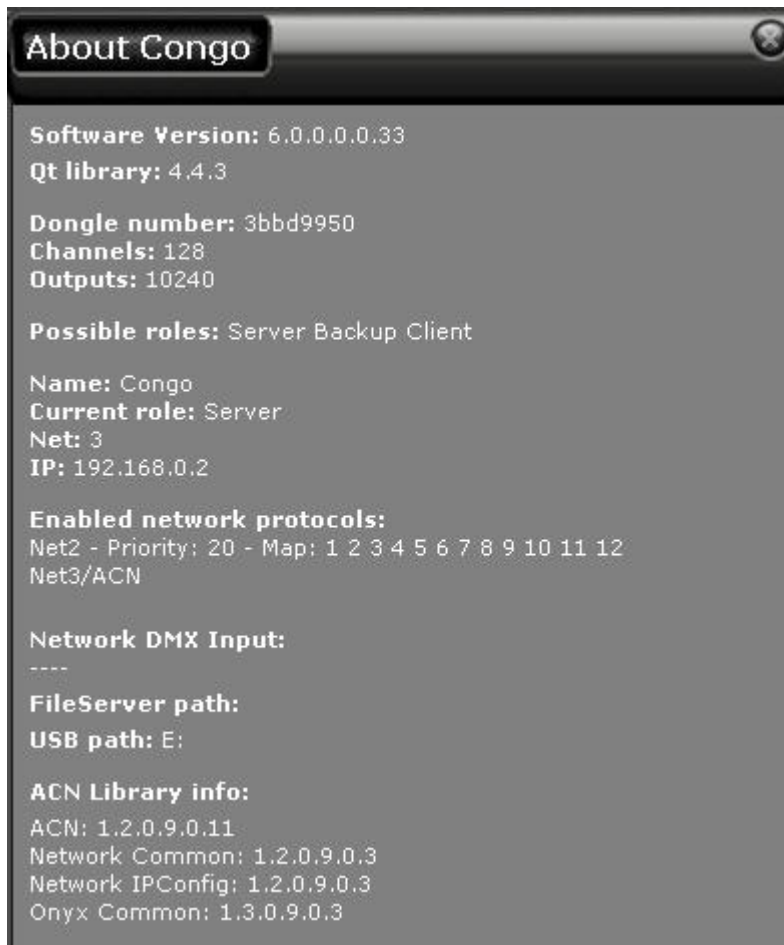 About Congo
Software Version: 6.0.0.0.0.33
Qt library: 4.4.3
Dongle number: 3bbd9950
Channels: 128
Outputs: 10240
Possible roles: Server Backup Client
Name: Congo
Current role: Server
Net: 3
IP: 192.168.0.2
Enabled network protocols:
Net2 - Priority: 20 - Map: 1 2 3 4 5 6 7 8 9 10 11 12
Net3/ACN
Network DMX Input:
----
FileServer path:
USB path: E:
ACN Library info:
ACN: 1.2.0.9.0.11
Network Common: 1.2.0.9.0.3
Network IPConfig: 1.2.0.9.0.3
Onyx Common: 1.3.0.9.0.3